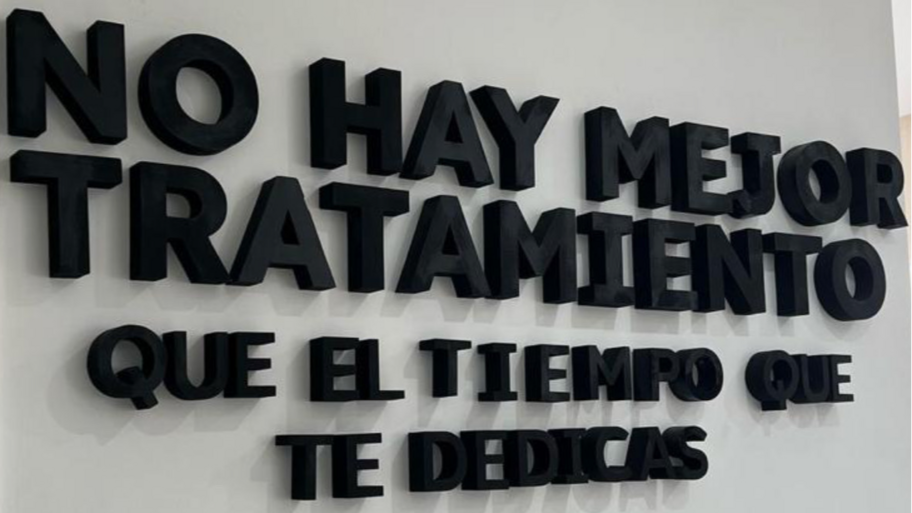 NO HAY MEJOR
TRATAMIENTO
QUE EL TIEMPO QUE
TE DEDICAS